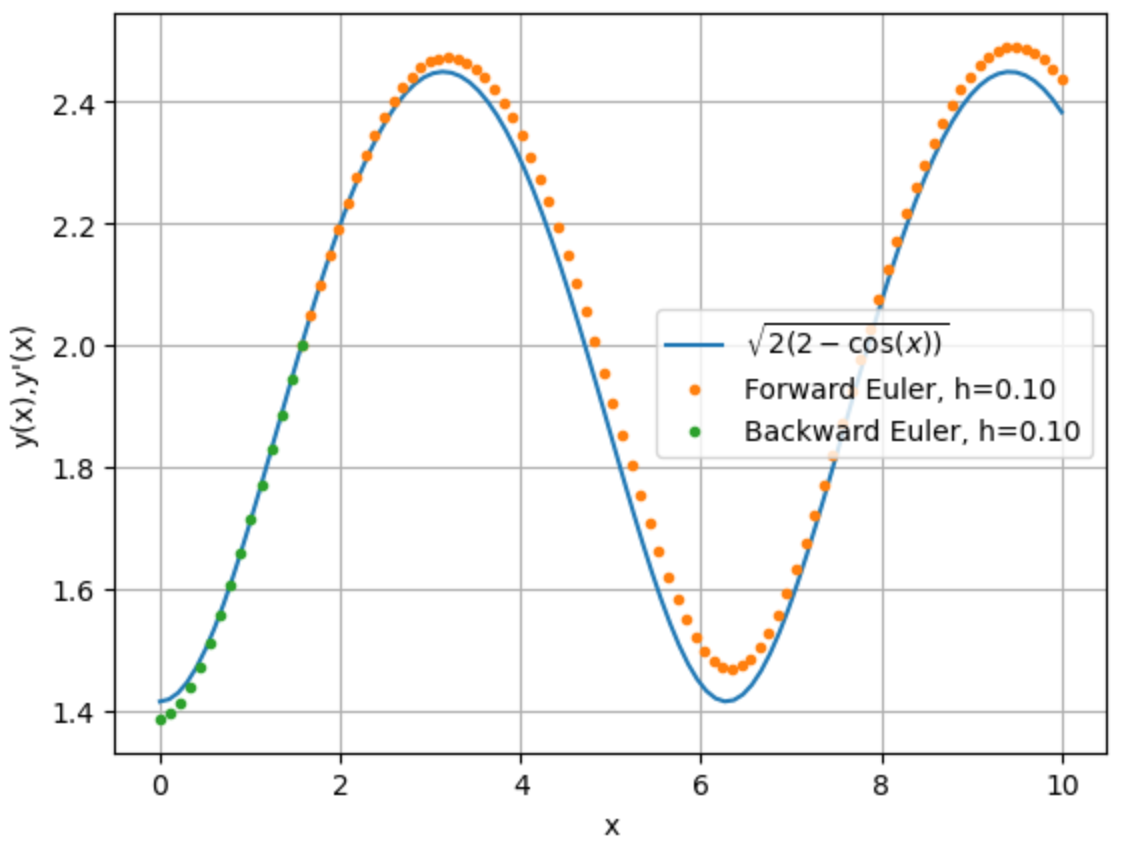 2.4
2.2
2.0
1.8
1.6
1.4
y(x),y'(x)
√2(2 − cos(x))
Forward Euler, h=0.10
Backward Euler, h=0.10
0 2 4 6 8 10
x